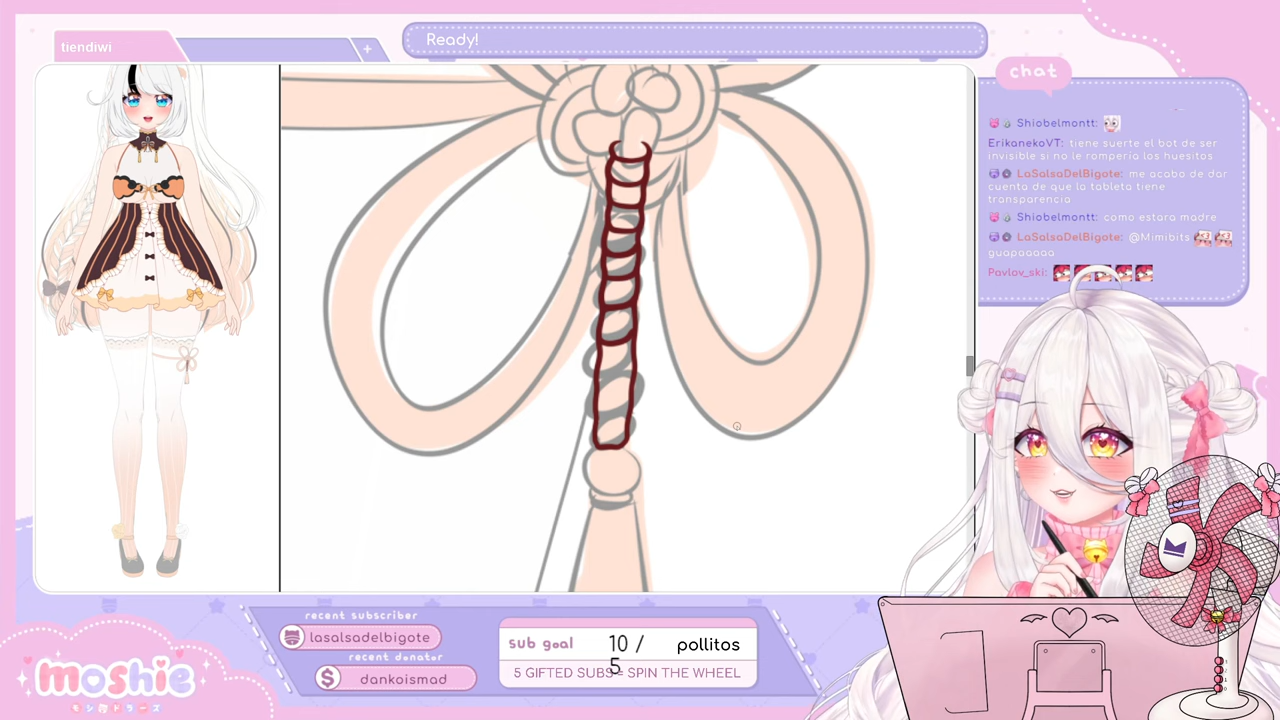 tiendiwi
+
Ready!
chat
Shiobelmontt:
ErikanekoVT: tiene suerte el bot de ser
invisible si no le romperia los huesitos
LaSalsaDelBigote: me acabo de dar
cuenta de que la tableta tiene
transparencia
Shiobelmontt: como estara madre
LaSalsaDelBigote: @Mimibits
guapaaaaa
Pavlov_ski:
recent subscriber
lasalsadelbigote
recent donator
$ dankoismad
sub goal 10 / 5 pollitos
5 GIFTED SUBS = SPIN THE WHEEL
moshie